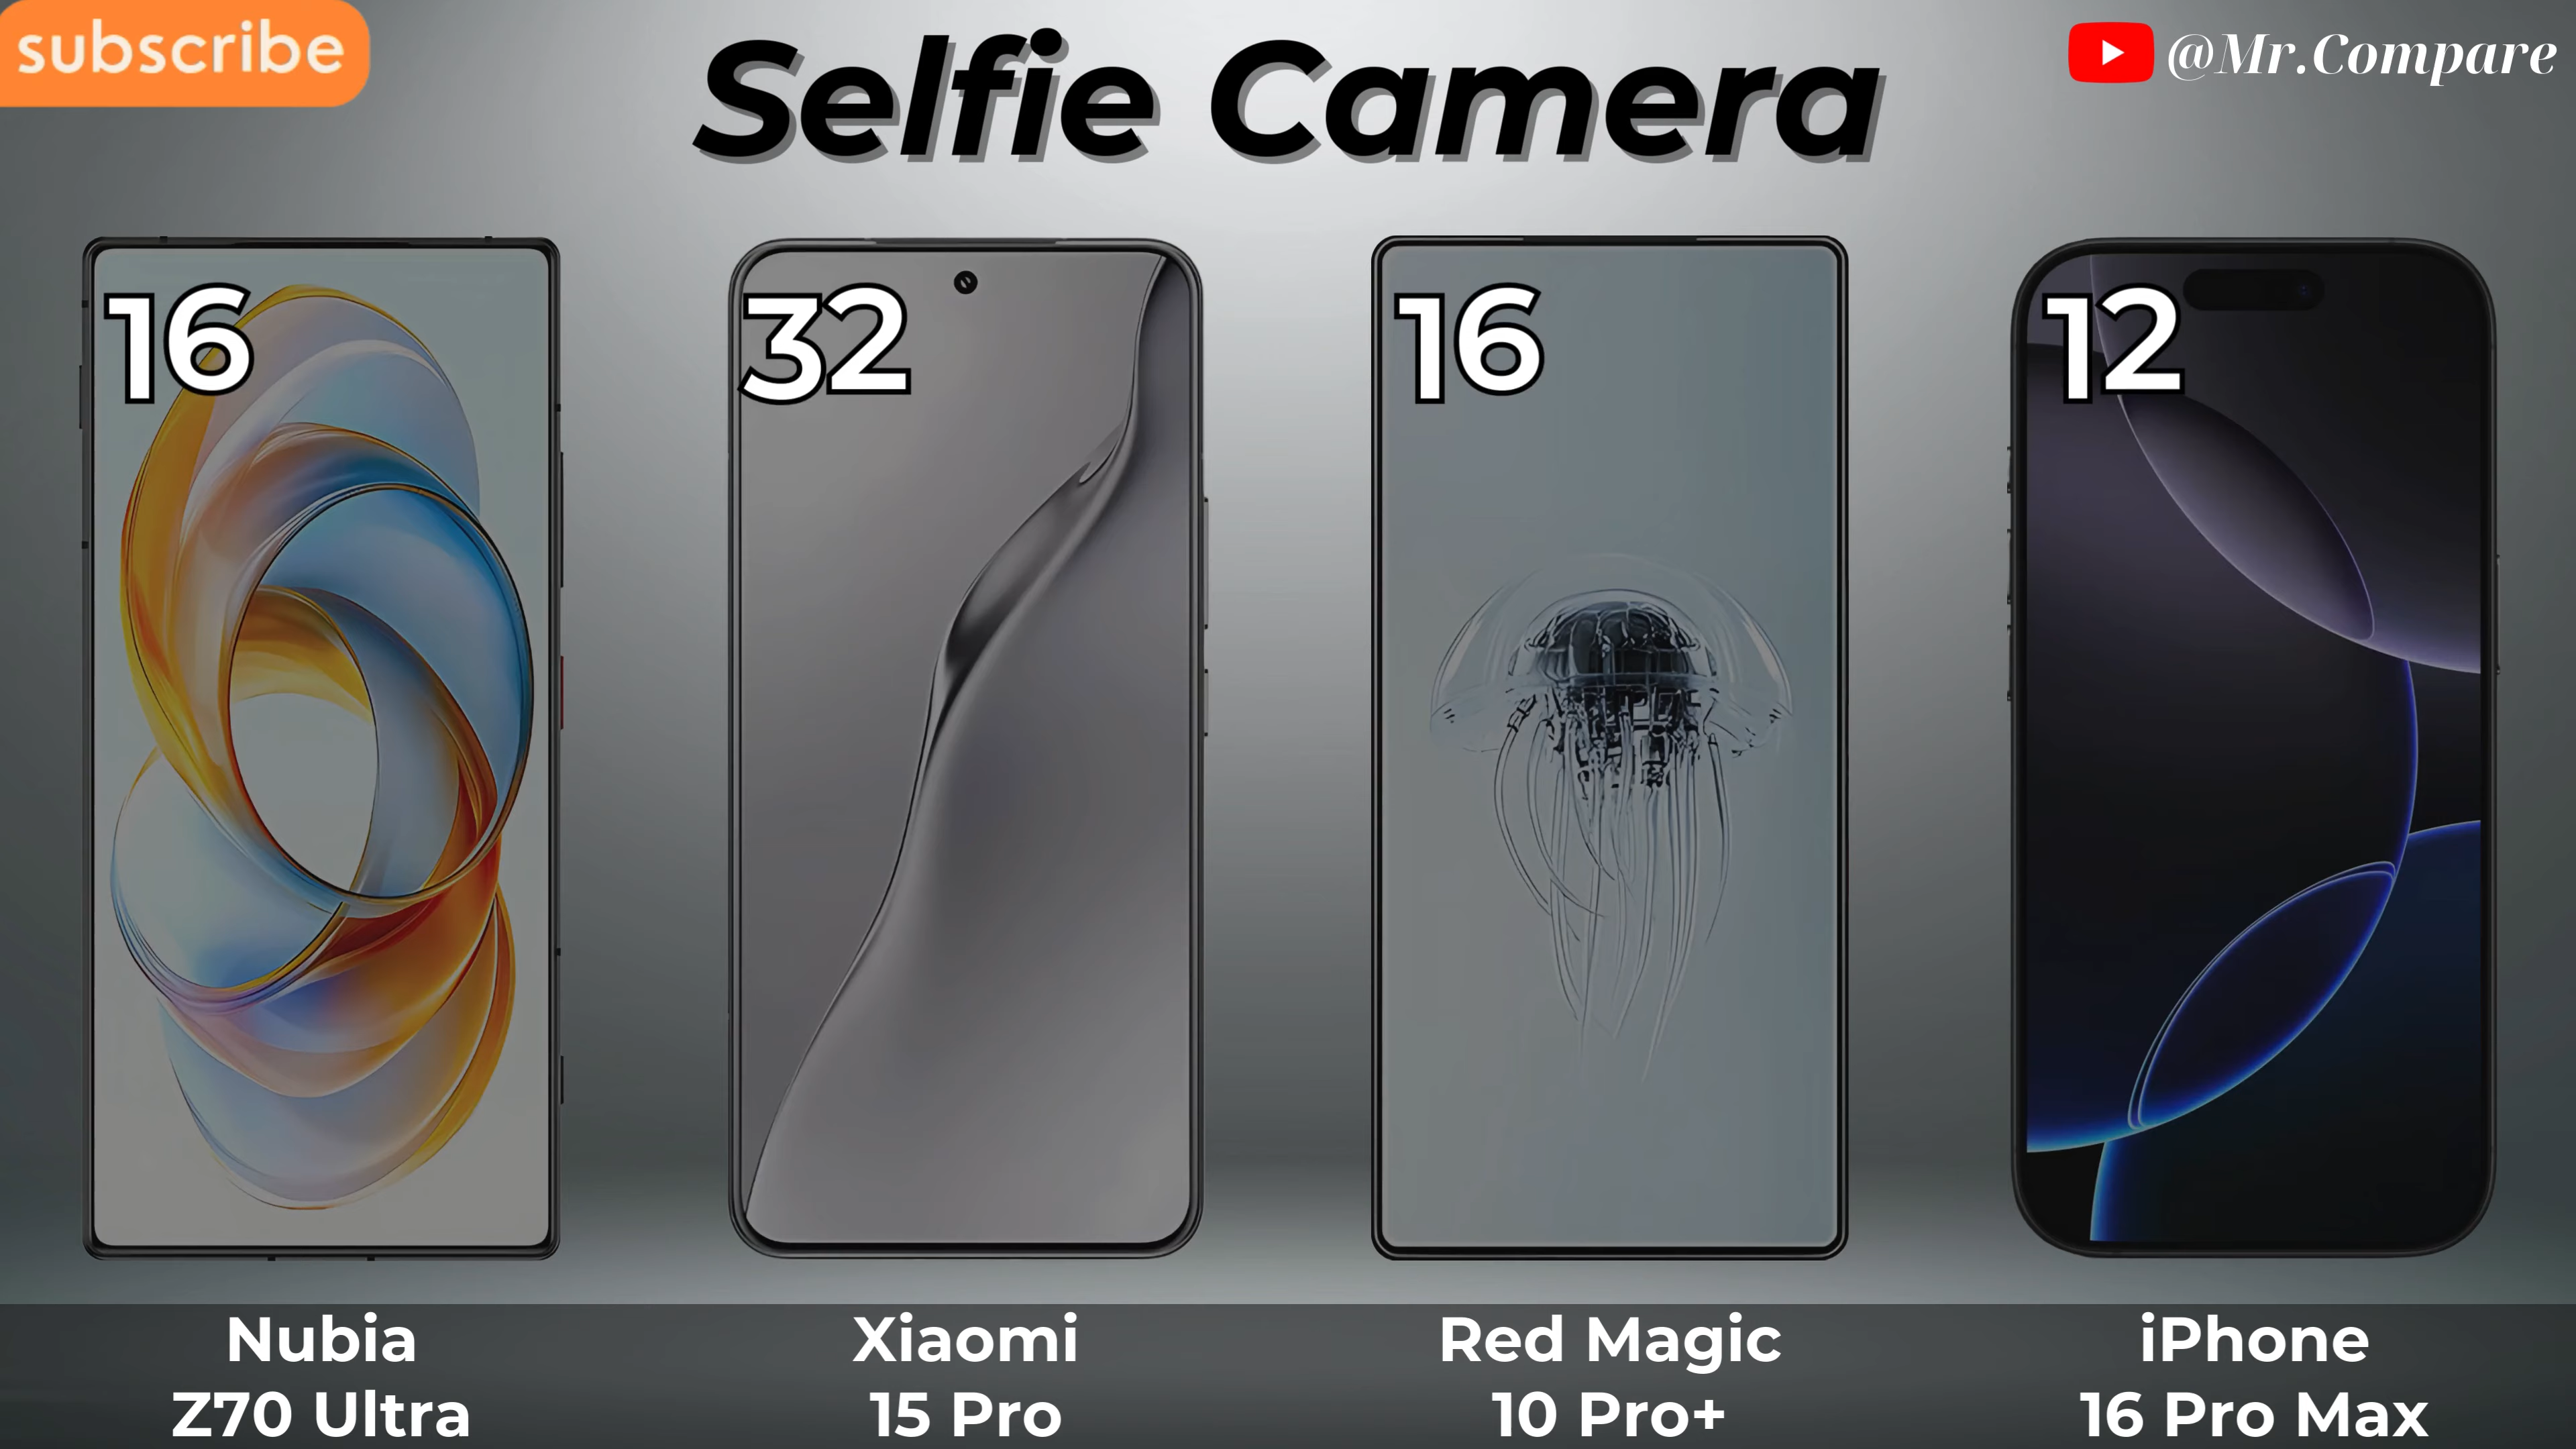 subscribe
Selfie Camera
@Mr.Compare
16
32
16
12
Nubia
Z70 Ultra
Xiaomi
15 Pro
Red Magic
10 Pro+
iPhone
16 Pro Max